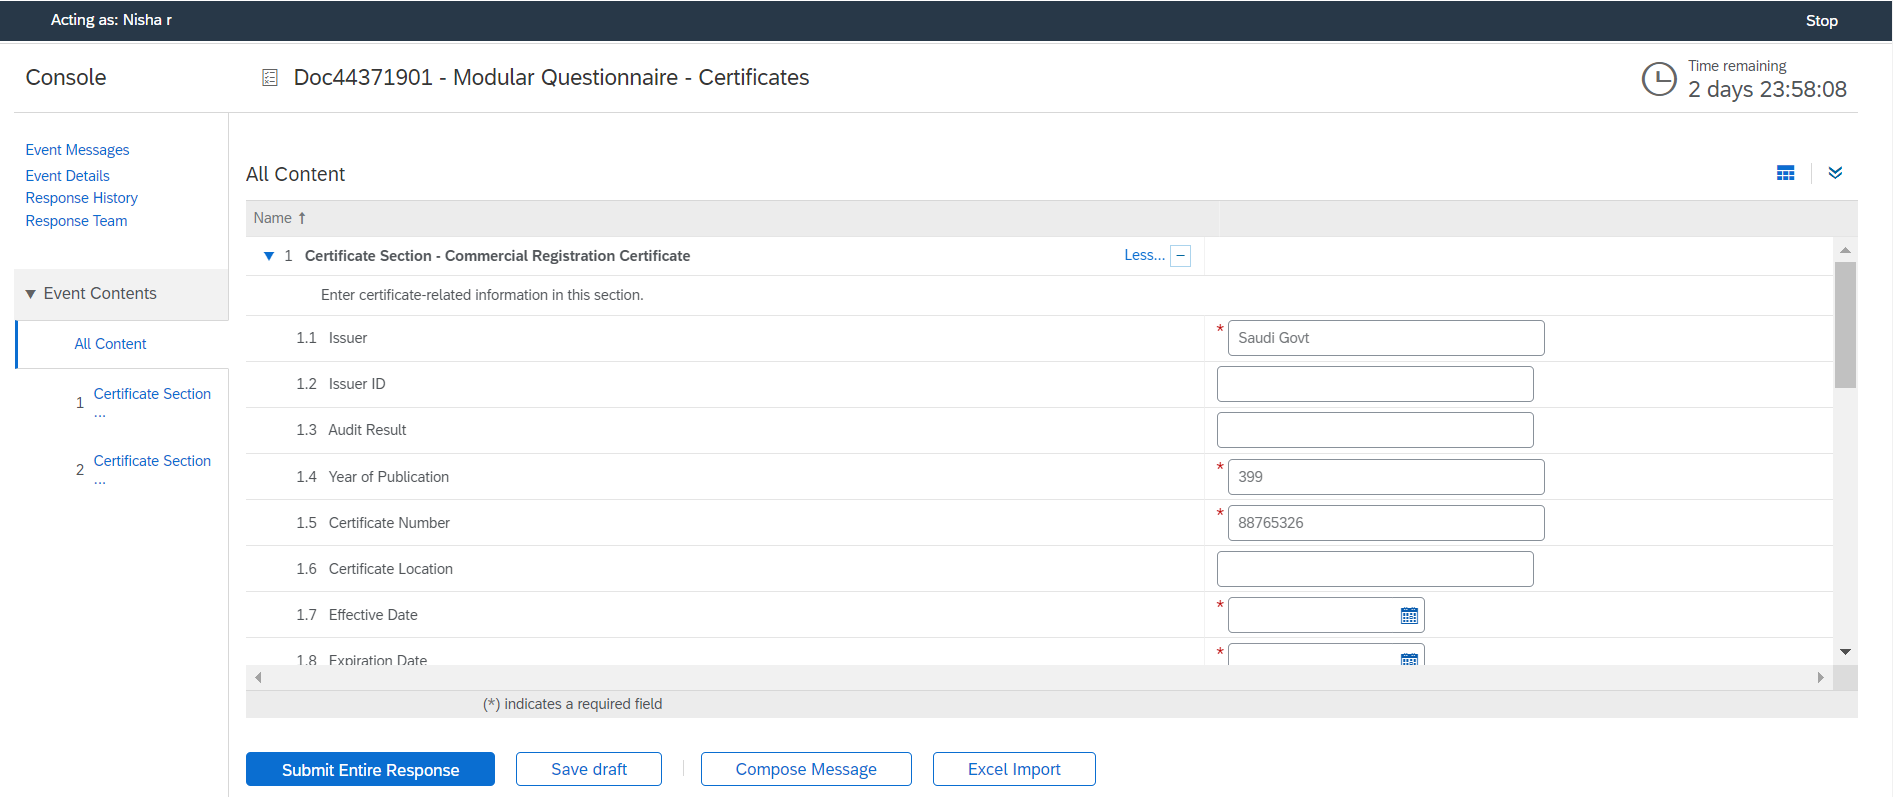 Acting as: Nisha r
Stop
Console
Doc44371901 - Modular Questionnaire - Certificates
Time remaining
2 days 23:58:08
Event Messages
Event Details
Response History
Response Team
Event Contents
All Content
1 Certificate Section
...
2 Certificate Section
...
All Content
Name ↑
1 Certificate Section - Commercial Registration Certificate Less... −
Enter certificate-related information in this section.
1.1 Issuer * Saudi Govt
1.2 Issuer ID
1.3 Audit Result
1.4 Year of Publication * 399
1.5 Certificate Number * 88765326
1.6 Certificate Location
1.7 Effective Date *
1.8 Expiration Date *
(*) indicates a required field
Submit Entire Response
Save draft
Compose Message
Excel Import